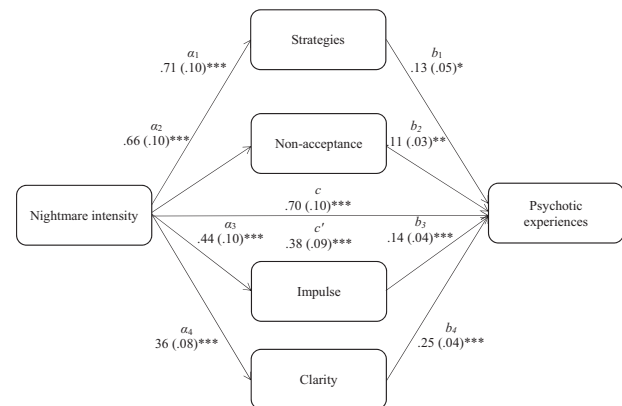 Strategies
α1
.71 (.10)***
b1
.13 (.05)*
α2
.66 (.10)***
Non-acceptance
b2
.11 (.03)**
Nightmare intensity
c
.70 (.10)***
Psychotic
experiences
α3
.44 (.10)***
c'
.38 (.09)***
b3
.14 (.04)***
Impulse
α4
36 (.08)***
b4
.25 (.04)***
Clarity